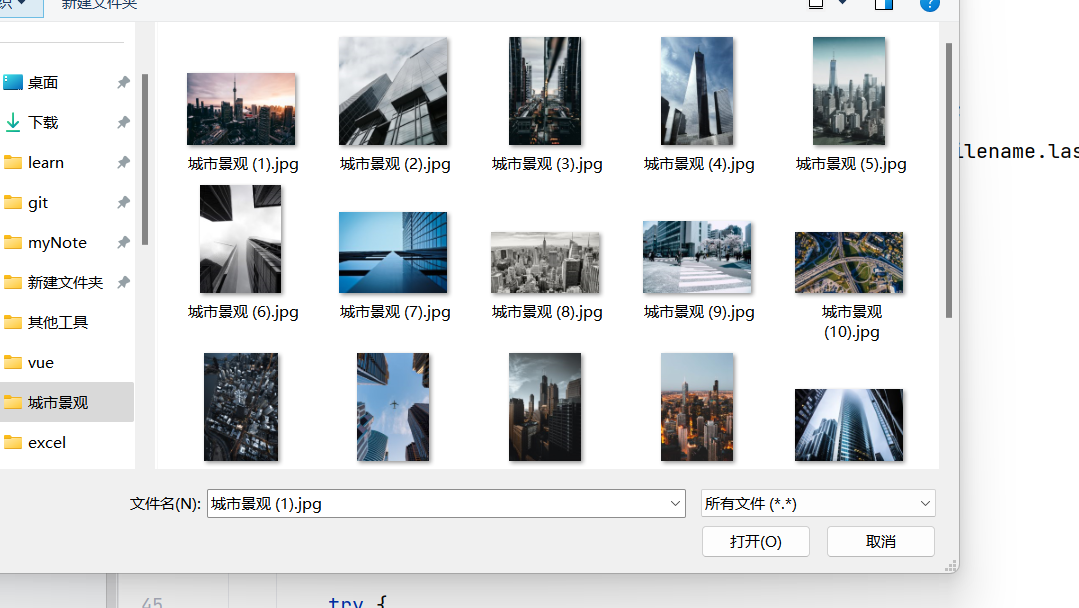 新建文件夹
桌面
下载
learn
git
myNote
新建文件夹
其他工具
vue
城市景观
excel
城市景观 (1).jpg
城市景观 (2).jpg
城市景观 (3).jpg
城市景观 (4).jpg
城市景观 (5).jpg
城市景观 (6).jpg
城市景观 (7).jpg
城市景观 (8).jpg
城市景观 (9).jpg
城市景观
(10).jpg
文件名(N):
城市景观 (1).jpg
所有文件 (*.*)
打开(O)
取消
ilename.las
45
try {